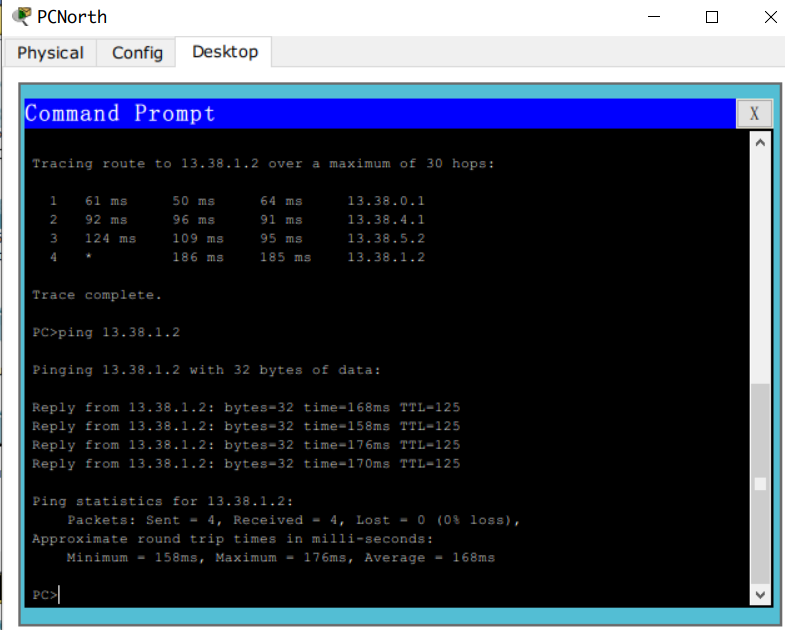 PCNorth
Physical Config Desktop
Command Prompt X
Tracing route to 13.38.1.2 over a maximum of 30 hops:
1 61 ms 50 ms 64 ms 13.38.0.1
2 92 ms 96 ms 91 ms 13.38.4.1
3 124 ms 109 ms 95 ms 13.38.5.2
4 * 186 ms 185 ms 13.38.1.2
Trace complete.
PC>ping 13.38.1.2
Pinging 13.38.1.2 with 32 bytes of data:
Reply from 13.38.1.2: bytes=32 time=168ms TTL=125
Reply from 13.38.1.2: bytes=32 time=158ms TTL=125
Reply from 13.38.1.2: bytes=32 time=176ms TTL=125
Reply from 13.38.1.2: bytes=32 time=170ms TTL=125
Ping statistics for 13.38.1.2:
Packets: Sent = 4, Received = 4, Lost = 0 (0% loss),
Approximate round trip times in milli-seconds:
Minimum = 158ms, Maximum = 176ms, Average = 168ms
PC>